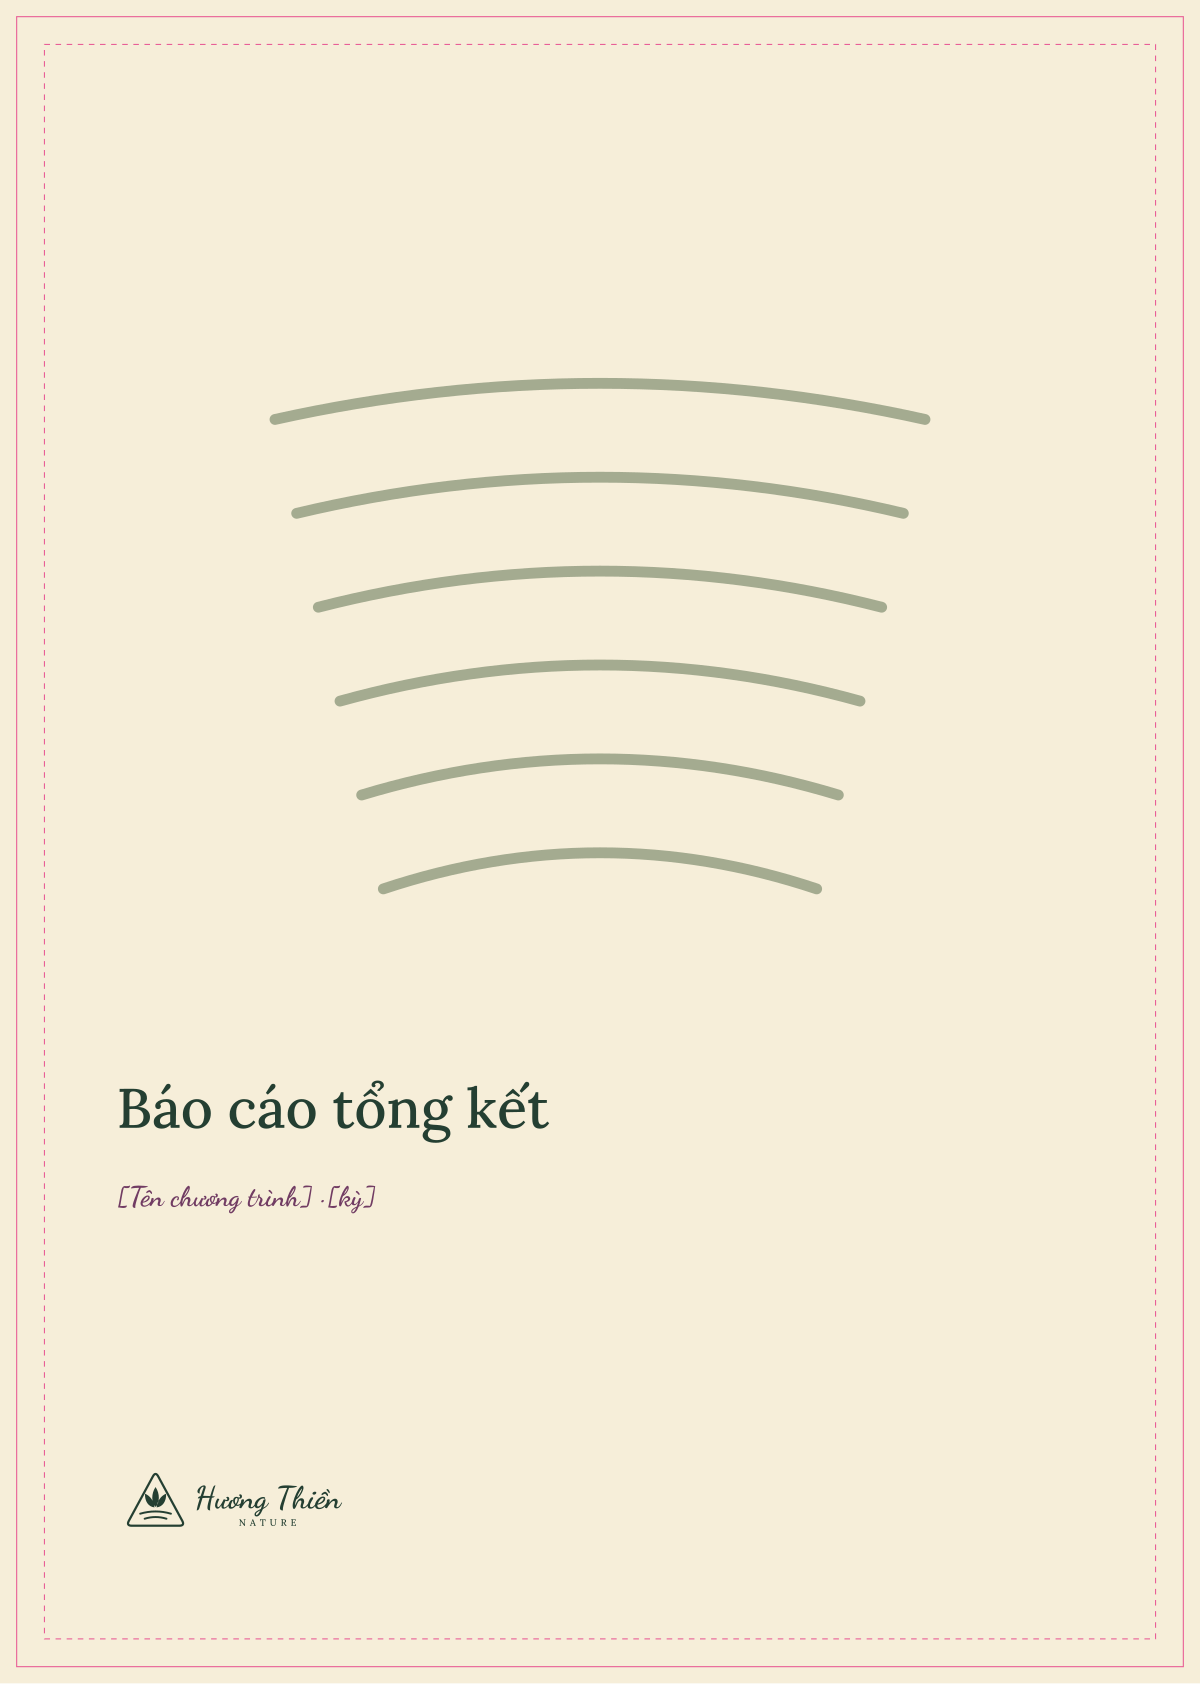 Báo cáo tổng kết
[Tên chương trình] · [kỳ]
Hương Thiền
NATURE